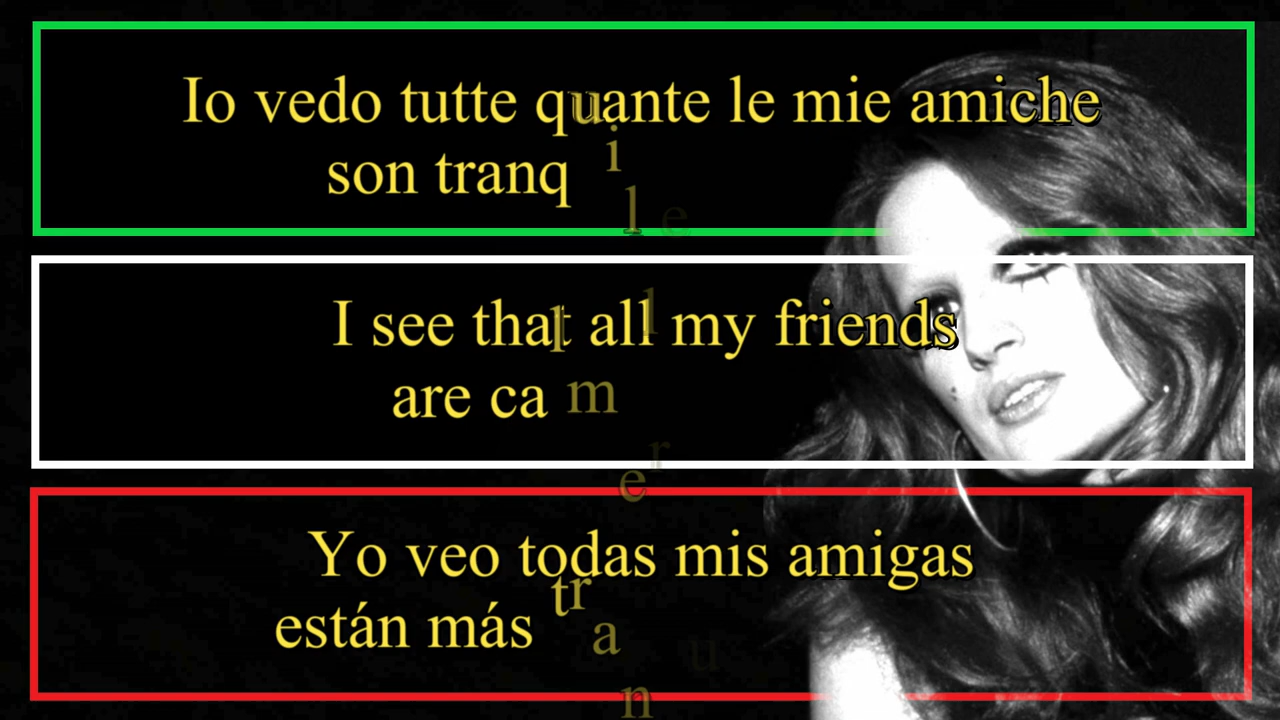 Io vedo tutte quante le mie amiche
son tranq
I see that all my friends
are ca
Yo veo todas mis amigas
están más